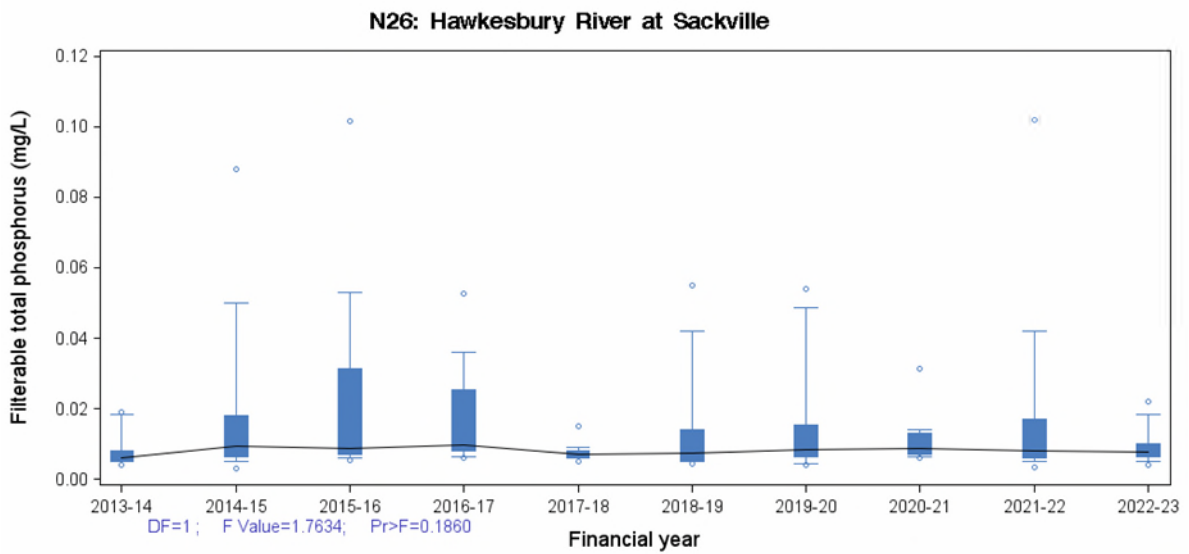 N26: Hawkesbury River at Sackville
Filterable total phosphorus (mg/L)
0.12
0.10
0.08
0.06
0.04
0.02
0.00
2013-14 2014-15 2015-16 2016-17 2017-18 2018-19 2019-20 2020-21 2021-22 2022-23
DF=1 ; F Value=1.7634; Pr>F=0.1860
Financial year